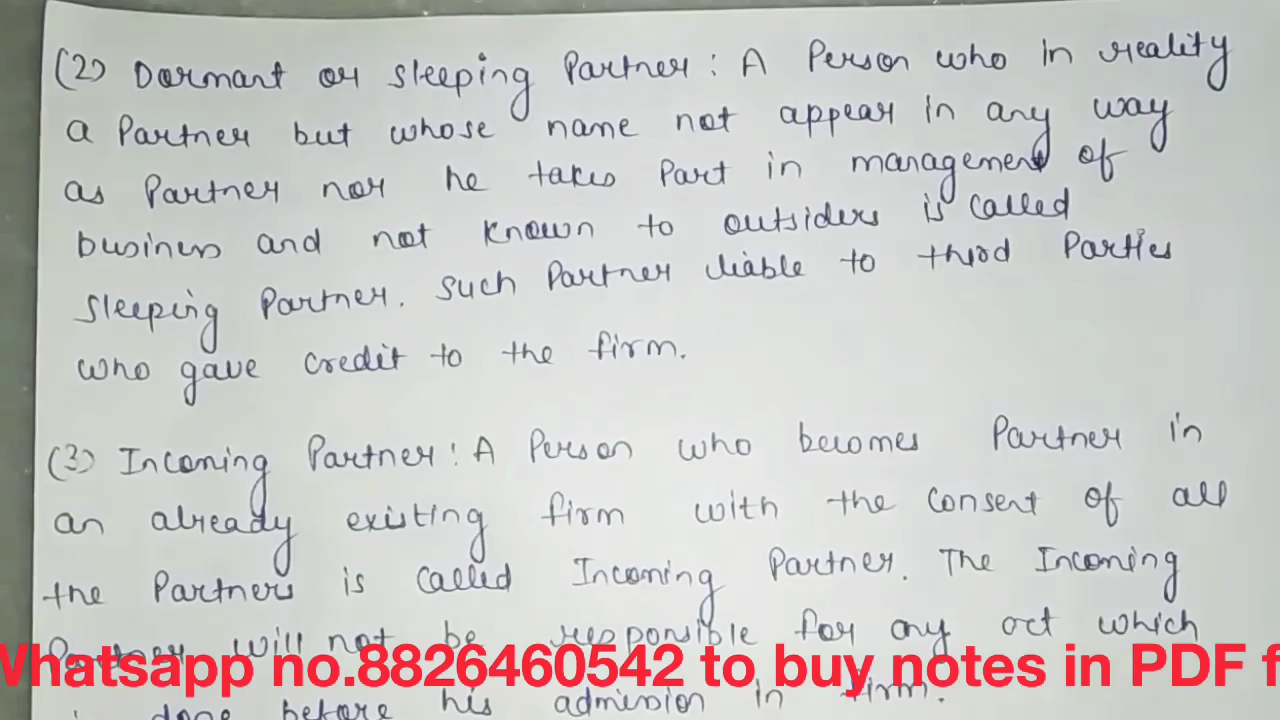 (2) Dormant or sleeping Partner : A Person who in reality
a Partner but whose name not appear in any way
as Partner nor he takes Part in management of
business and not known to outsiders is called
sleeping Partner. Such Partner liable to third Parties
who gave credit to the firm.
(3) Incoming Partner : A Person who becomes Partner in
an already existing firm with the consent of all
the Partners is called Incoming Partner. The Incoming
Partner will not be responsible for any act which
Whatsapp no.8826460542 to buy notes in PDF f
is done before his admission in firm.